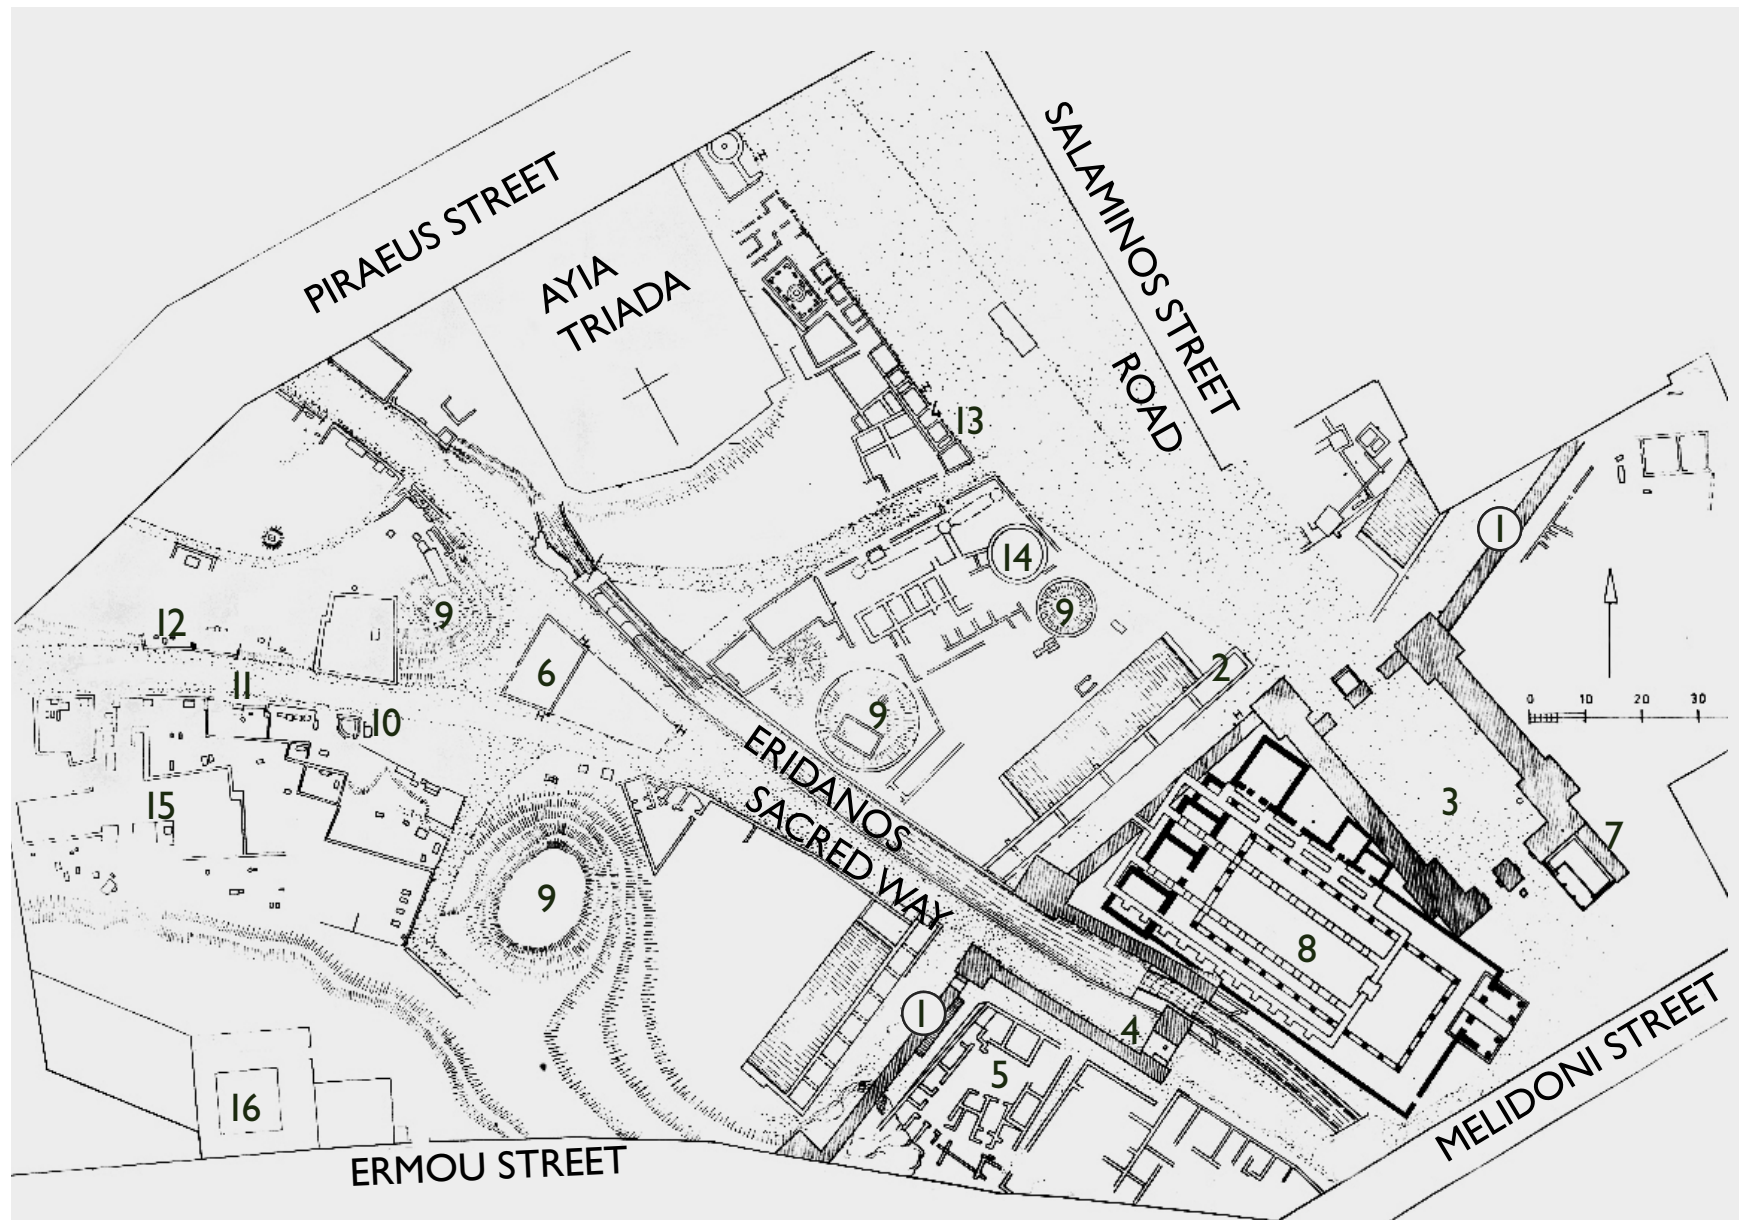 PIRAEUS STREET
AYIA
TRIADA
SALAMINOS STREET
ROAD
13
1
14
9
12
9
6
2
11
10
9
0 10 20 30
ERIDANOS
SACRED WAY
15
3
7
9
8
1
4
5
16
ERMOU STREET
MELIDONI STREET